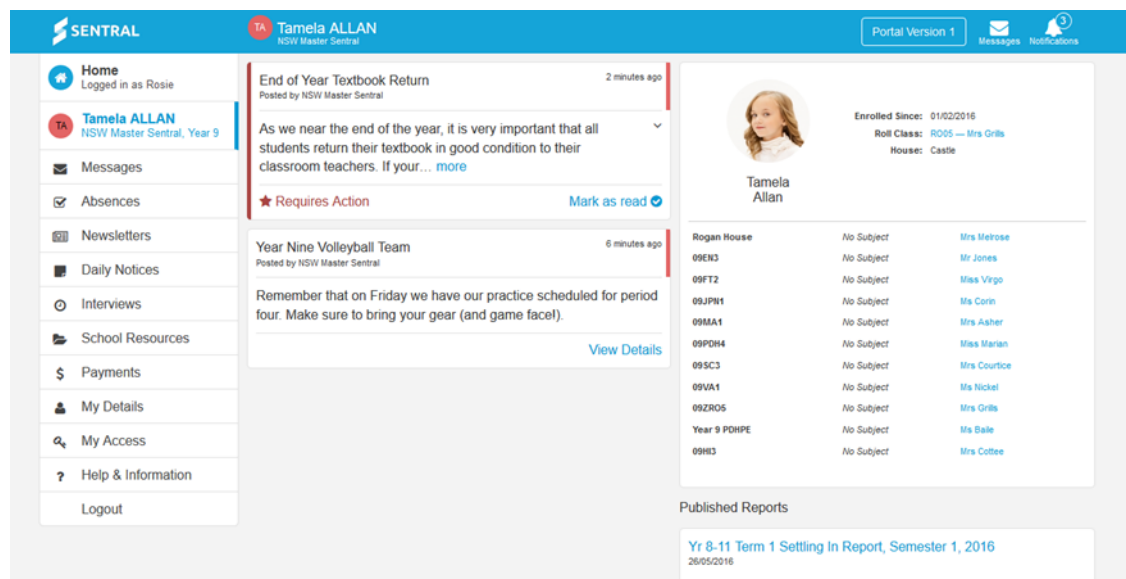 SENTRAL
TA
Tamela ALLAN
NSW Master Sentral
Portal Version 1
Messages
3
Notifications
Home
Logged in as Rosie
TA
Tamela ALLAN
NSW Master Sentral, Year 9
Messages
Absences
Newsletters
Daily Notices
Interviews
School Resources
$ Payments
My Details
My Access
? Help & Information
Logout
End of Year Textbook Return
2 minutes ago
Posted by NSW Master Sentral
As we near the end of the year, it is very important that all
students return their textbook in good condition to their
classroom teachers. If your... more
Requires Action
Mark as read
Year Nine Volleyball Team
6 minutes ago
Posted by NSW Master Sentral
Remember that on Friday we have our practice scheduled for period
four. Make sure to bring your gear (and game face!).
View Details
Enrolled Since: 01/02/2016
Roll Class: RO05 — Mrs Grills
House: Castle
Tamela
Allan
Rogan House No Subject Mrs Melrose
09EN3 No Subject Mr Jones
09FT2 No Subject Miss Virgo
09JPN1 No Subject Ms Corin
09MA1 No Subject Mrs Asher
09PDH4 No Subject Miss Marian
09SC3 No Subject Mrs Courtice
09VA1 No Subject Ms Nickel
09ZRO5 No Subject Mrs Grills
Year 9 PDHPE No Subject Ms Baile
09HI3 No Subject Mrs Cottee
Published Reports
Yr 8-11 Term 1 Settling In Report, Semester 1, 2016
26/05/2016